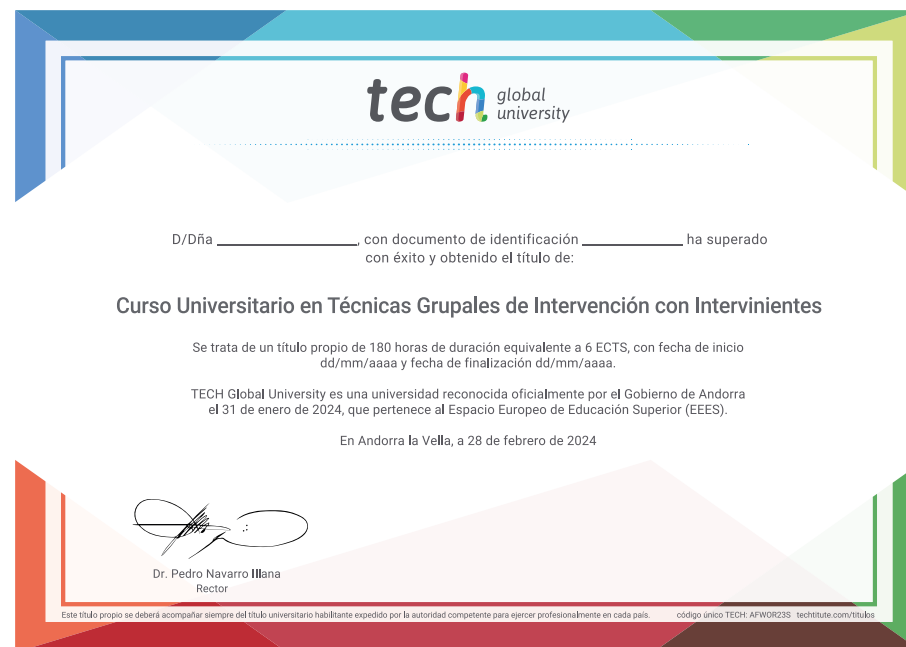 tech global university
D/Dña ______________, con documento de identificación __________ ha superado
con éxito y obtenido el título de:
Curso Universitario en Técnicas Grupales de Intervención con Intervinientes
Se trata de un título propio de 180 horas de duración equivalente a 6 ECTS, con fecha de inicio
dd/mm/aaaa y fecha de finalización dd/mm/aaaa.
TECH Global University es una universidad reconocida oficialmente por el Gobierno de Andorra
el 31 de enero de 2024, que pertenece al Espacio Europeo de Educación Superior (EEES).
En Andorra la Vella, a 28 de febrero de 2024
Dr. Pedro Navarro Illana
Rector
Este título propio se deberá acompañar siempre del título universitario habilitante expedido por la autoridad competente para ejercer profesionalmente en cada país. código único TECH: AFWOR23S techtitute.com/titulos